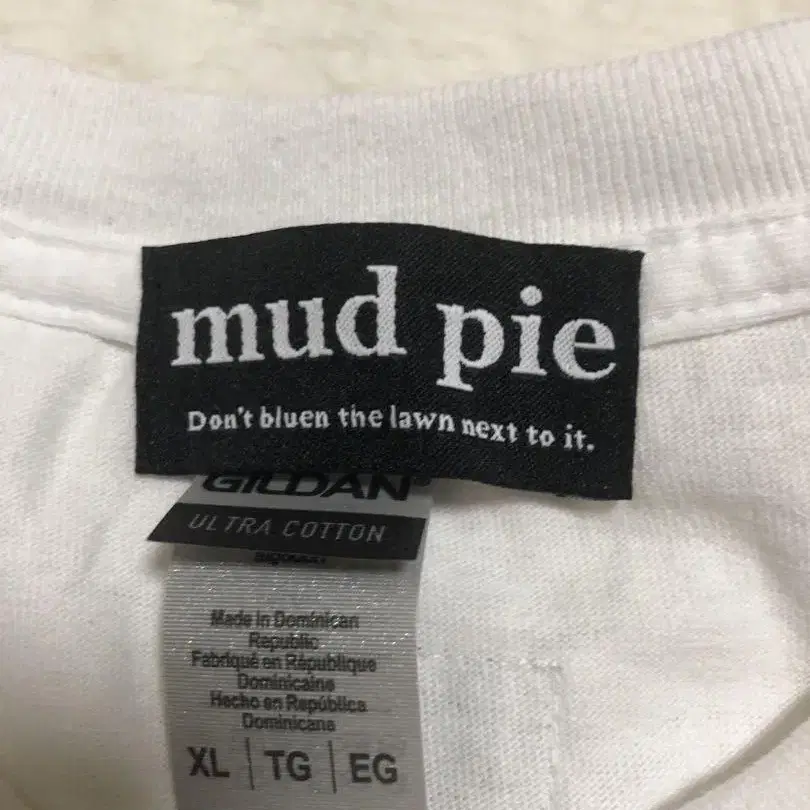 mud pie
Don't bluen the lawn next to it.
GILDAN
ULTRA COTTON
Made in Dominican
Republic
Fabriqué en République
Dominicaine
Hecho en República
Dominicana
XL | TG | EG